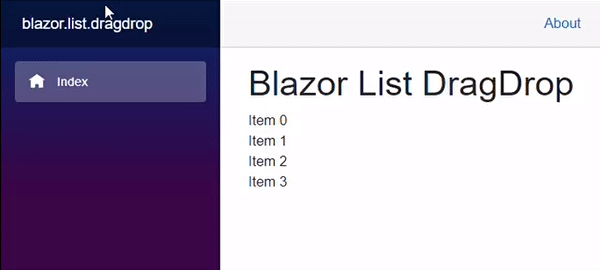 blazor.list.dragdrop
About
Index
Blazor List DragDrop
Item 0
Item 1
Item 2
Item 3